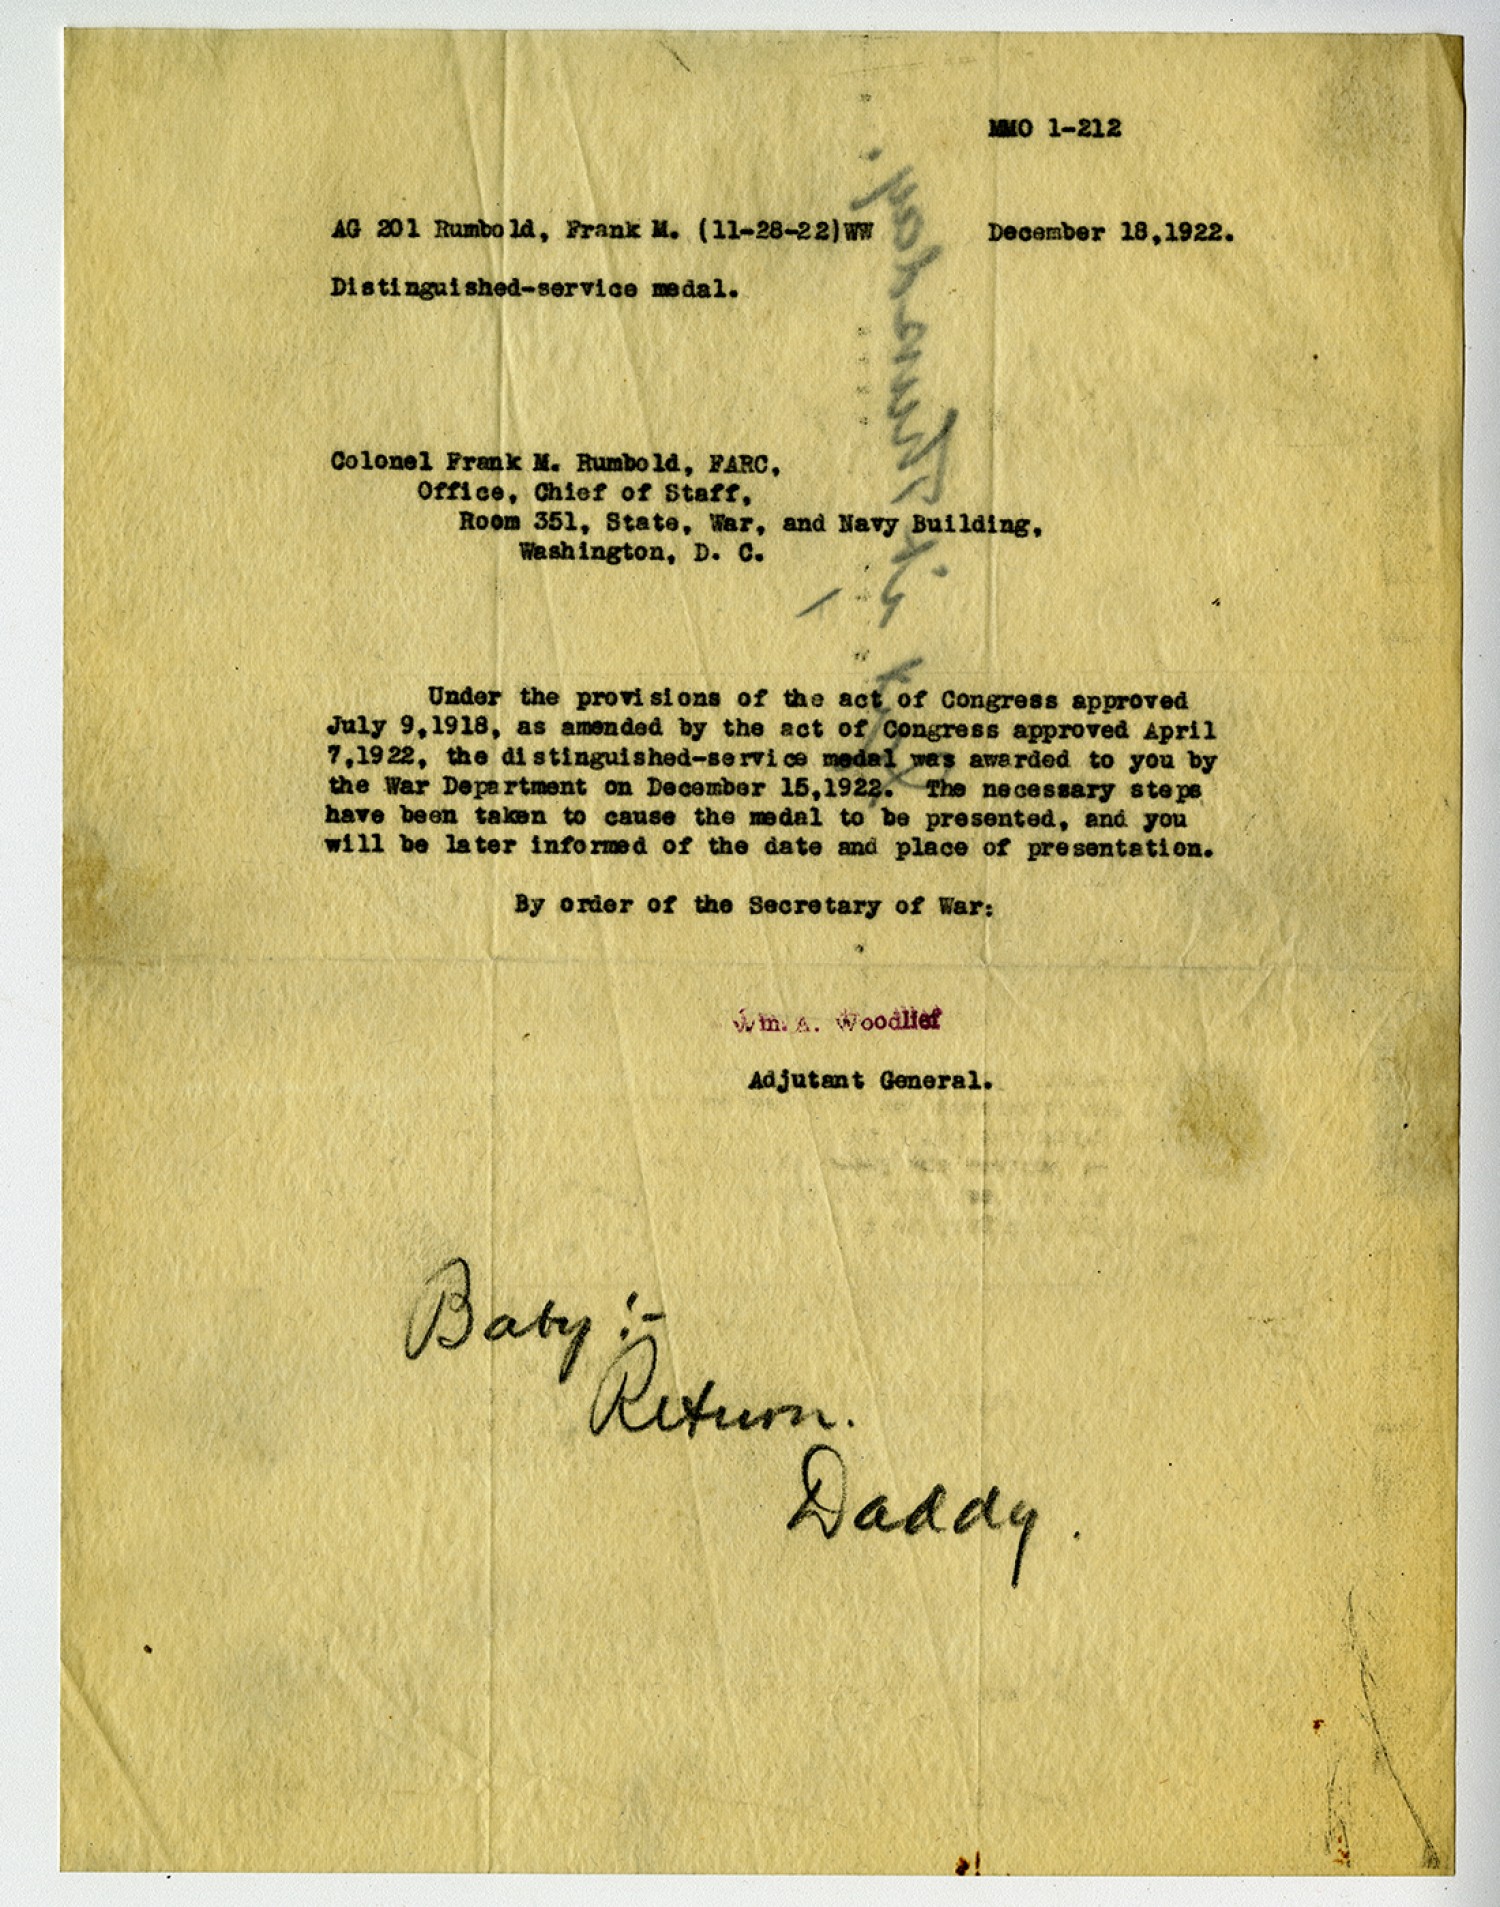 MMO 1-212
AG 201 Rumbold, Frank M. (11-28-22)WW December 18,1922.
Distinguished-service medal.
Colonel Frank M. Rumbold, FARC,
Office, Chief of Staff,
Room 351, State, War, and Navy Building,
Washington, D. C.
Under the provisions of the act of Congress approved
July 9,1918, as amended by the act of Congress approved April
7,1922, the distinguished-service medal was awarded to you by
the War Department on December 15,1922. The necessary steps
have been taken to cause the medal to be presented, and you
will be later informed of the date and place of presentation.
By order of the Secretary of War:
Wm. A. Woodlief
Adjutant General.
Baby :-
Return.
Daddy.